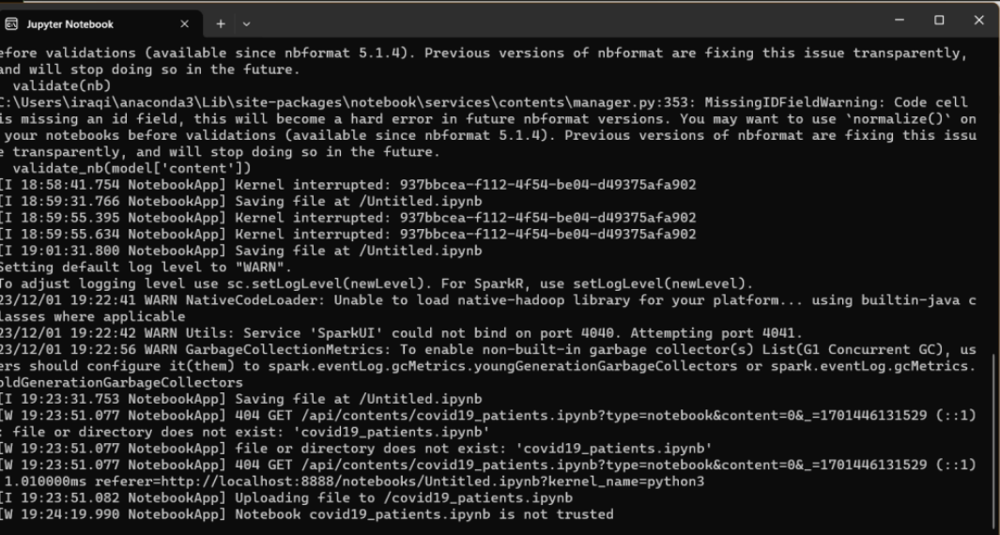 Jupyter Notebook
efore validations (available since nbformat 5.1.4). Previous versions of nbformat are fixing this issue transparently,
and will stop doing so in the future.
validate(nb)
C:\Users\iraqi\anaconda3\Lib\site-packages\notebook\services\contents\manager.py:353: MissingIDFieldWarning: Code cell
is missing an id field, this will become a hard error in future nbformat versions. You may want to use `normalize()` on
your notebooks before validations (available since nbformat 5.1.4). Previous versions of nbformat are fixing this issu
e transparently, and will stop doing so in the future.
validate_nb(model['content'])
[I 18:58:41.754 NotebookApp] Kernel interrupted: 937bbcea-f112-4f54-be04-d49375afa902
[I 18:59:31.766 NotebookApp] Saving file at /Untitled.ipynb
[I 18:59:55.395 NotebookApp] Kernel interrupted: 937bbcea-f112-4f54-be04-d49375afa902
[I 18:59:55.634 NotebookApp] Kernel interrupted: 937bbcea-f112-4f54-be04-d49375afa902
[I 19:01:31.800 NotebookApp] Saving file at /Untitled.ipynb
Setting default log level to "WARN".
To adjust logging level use sc.setLogLevel(newLevel). For SparkR, use setLogLevel(newLevel).
23/12/01 19:22:41 WARN NativeCodeLoader: Unable to load native-hadoop library for your platform... using builtin-java c
lasses where applicable
23/12/01 19:22:42 WARN Utils: Service 'SparkUI' could not bind on port 4040. Attempting port 4041.
23/12/01 19:22:56 WARN GarbageCollectionMetrics: To enable non-built-in garbage collector(s) List(G1 Concurrent GC), us
ers should configure it(them) to spark.eventLog.gcMetrics.youngGenerationGarbageCollectors or spark.eventLog.gcMetrics.
oldGenerationGarbageCollectors
[I 19:23:31.753 NotebookApp] Saving file at /Untitled.ipynb
[W 19:23:51.077 NotebookApp] 404 GET /api/contents/covid19_patients.ipynb?type=notebook&content=0&_=1701446131529 (::1)
: file or directory does not exist: 'covid19_patients.ipynb'
[W 19:23:51.077 NotebookApp] file or directory does not exist: 'covid19_patients.ipynb'
[W 19:23:51.077 NotebookApp] 404 GET /api/contents/covid19_patients.ipynb?type=notebook&content=0&_=1701446131529 (::1)
1.010000ms referer=http://localhost:8888/notebooks/Untitled.ipynb?kernel_name=python3
[I 19:23:51.082 NotebookApp] Uploading file to /covid19_patients.ipynb
[W 19:24:19.990 NotebookApp] Notebook covid19_patients.ipynb is not trusted